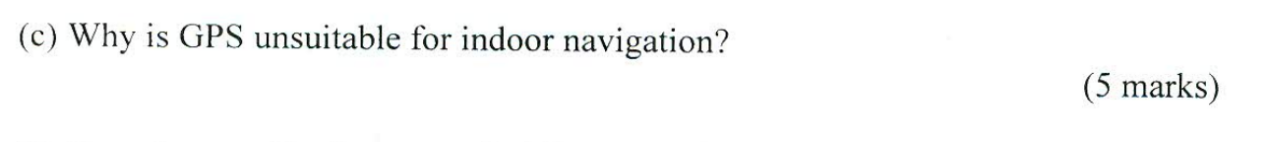 (c) Why is GPS unsuitable for indoor navigation?
(5 marks)